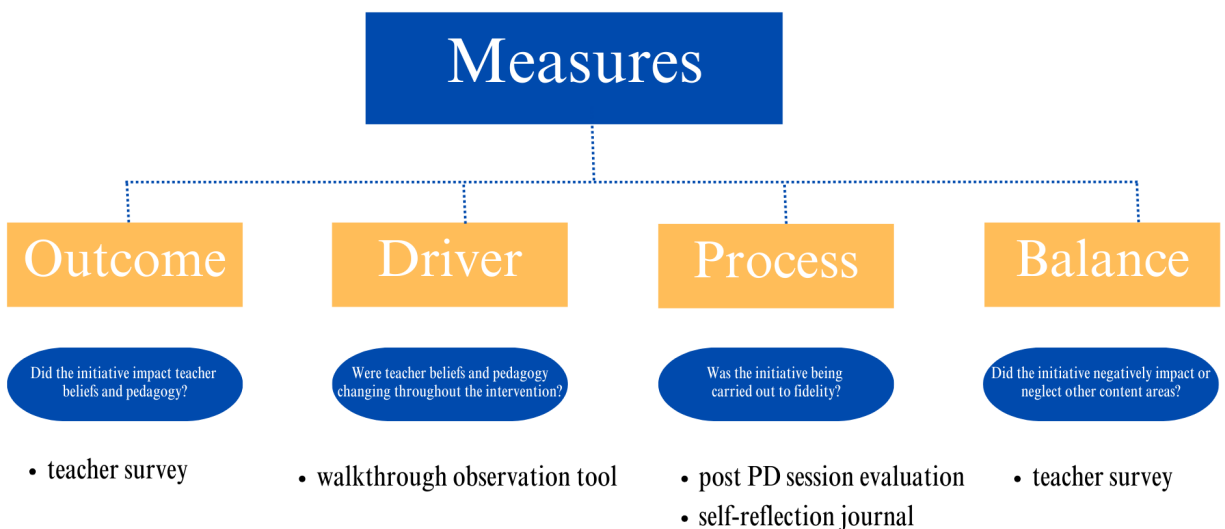 Measures
Outcome
Driver
Process
Balance
Did the initiative impact teacher
beliefs and pedagogy?
Were teacher beliefs and pedagogy
changing throughout the intervention?
Was the initiative being
carried out to fidelity?
Did the initiative negatively impact or
neglect other content areas?
• teacher survey
• walkthrough observation tool
• post PD session evaluation
• self-reflection journal
• teacher survey